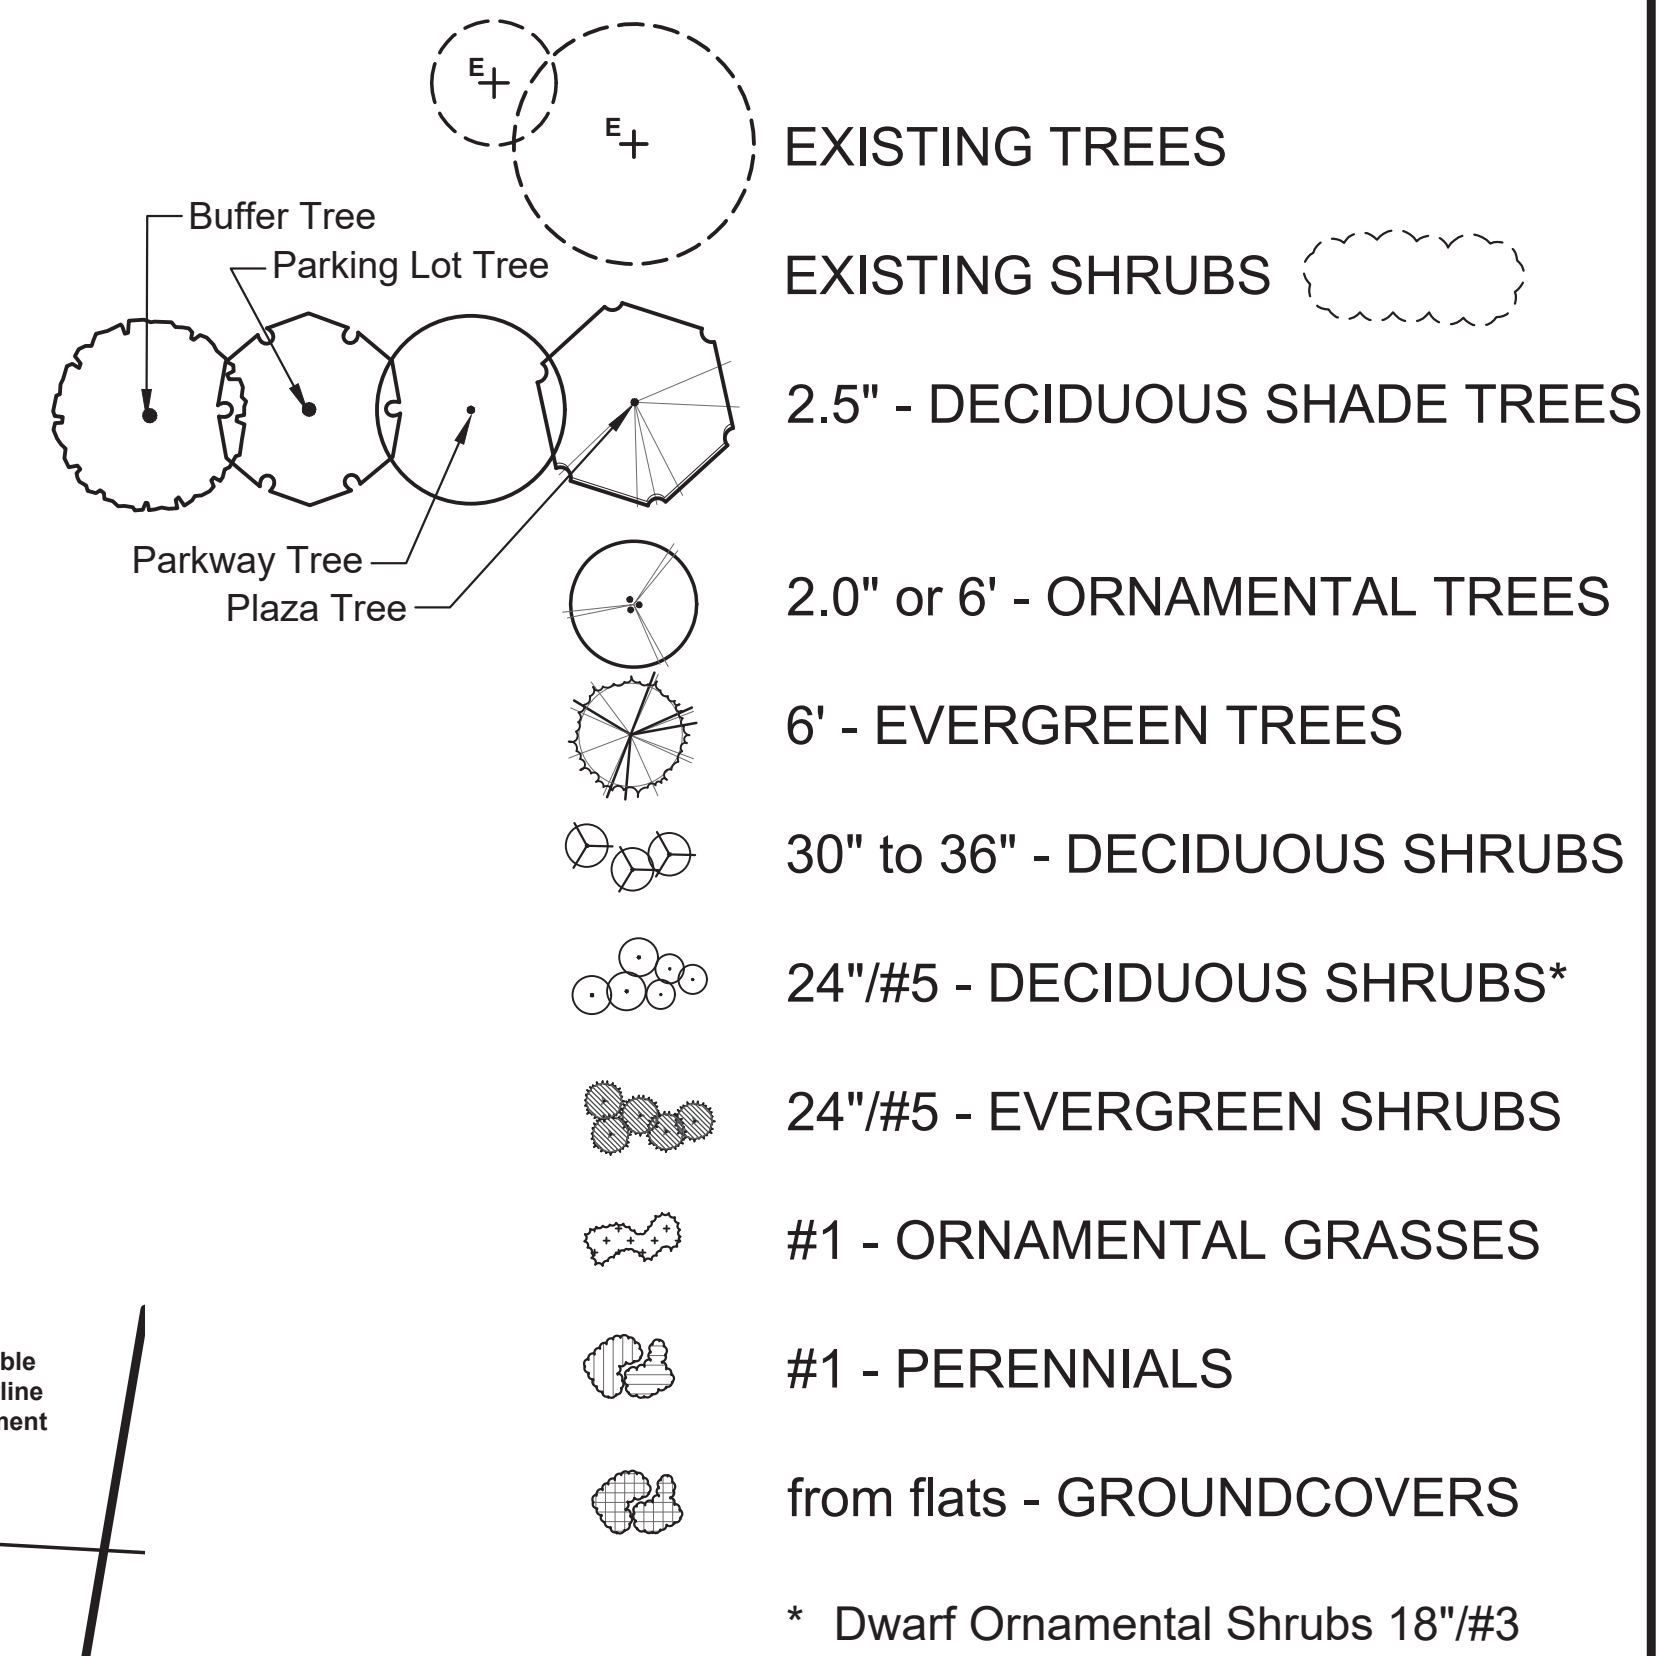 E
E
EXISTING TREES
Buffer Tree
Parking Lot Tree
EXISTING SHRUBS
2.5" - DECIDUOUS SHADE TREES
Parkway Tree
Plaza Tree
2.0" or 6' - ORNAMENTAL TREES
6' - EVERGREEN TREES
30" to 36" - DECIDUOUS SHRUBS
24"/#5 - DECIDUOUS SHRUBS*
24"/#5 - EVERGREEN SHRUBS
#1 - ORNAMENTAL GRASSES
#1 - PERENNIALS
line
from flats - GROUNDCOVERS
* Dwarf Ornamental Shrubs 18"/#3